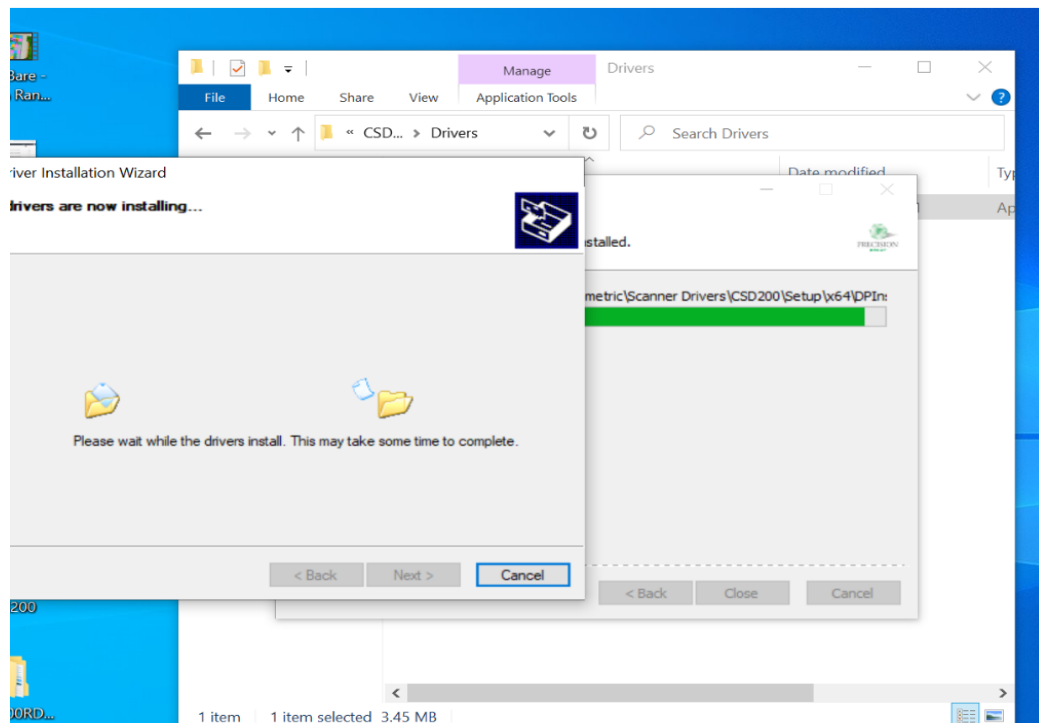 Bare -
Ran...
Manage
Drivers
File
Home
Share
View
Application Tools
?
« CSD... > Drivers
Search Drivers
Date modified
Typ
Ap
river Installation Wizard
drivers are now installing...
Please wait while the drivers install. This may take some time to complete.
< Back
Next >
Cancel
stalled.
PRECISION
metric\Scanner Drivers\CSD200\Setup\x64\DPIns
< Back
Close
Cancel
200
ORD...
1 item
1 item selected 3.45 MB